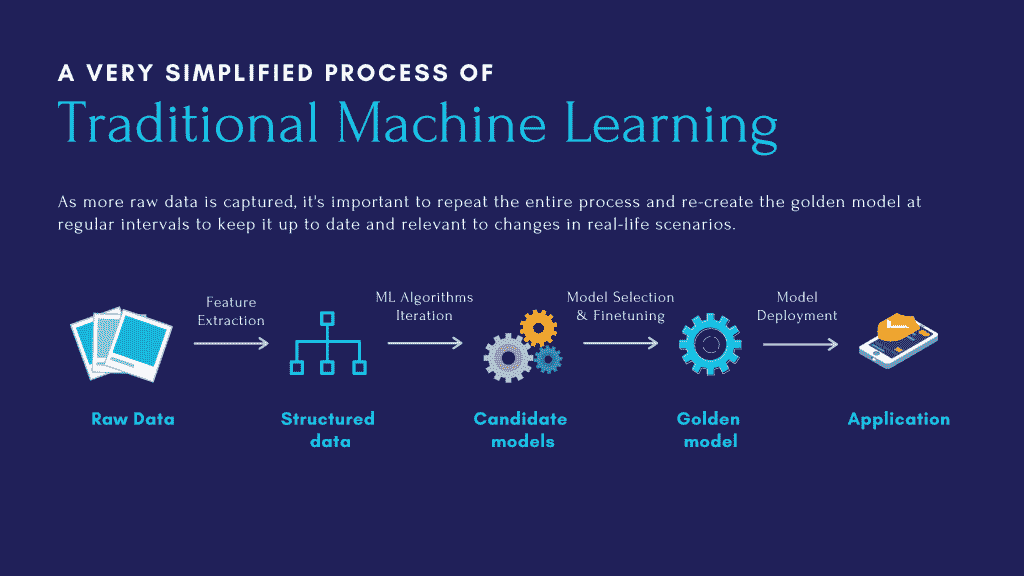 A VERY SIMPLIFIED PROCESS OF
Traditional Machine Learning
As more raw data is captured, it's important to repeat the entire process and re-create the golden model at
regular intervals to keep it up to date and relevant to changes in real-life scenarios.
Feature
Extraction
ML Algorithms
Iteration
Model Selection
& Finetuning
Model
Deployment
Raw Data
Structured
data
Candidate
models
Golden
model
Application